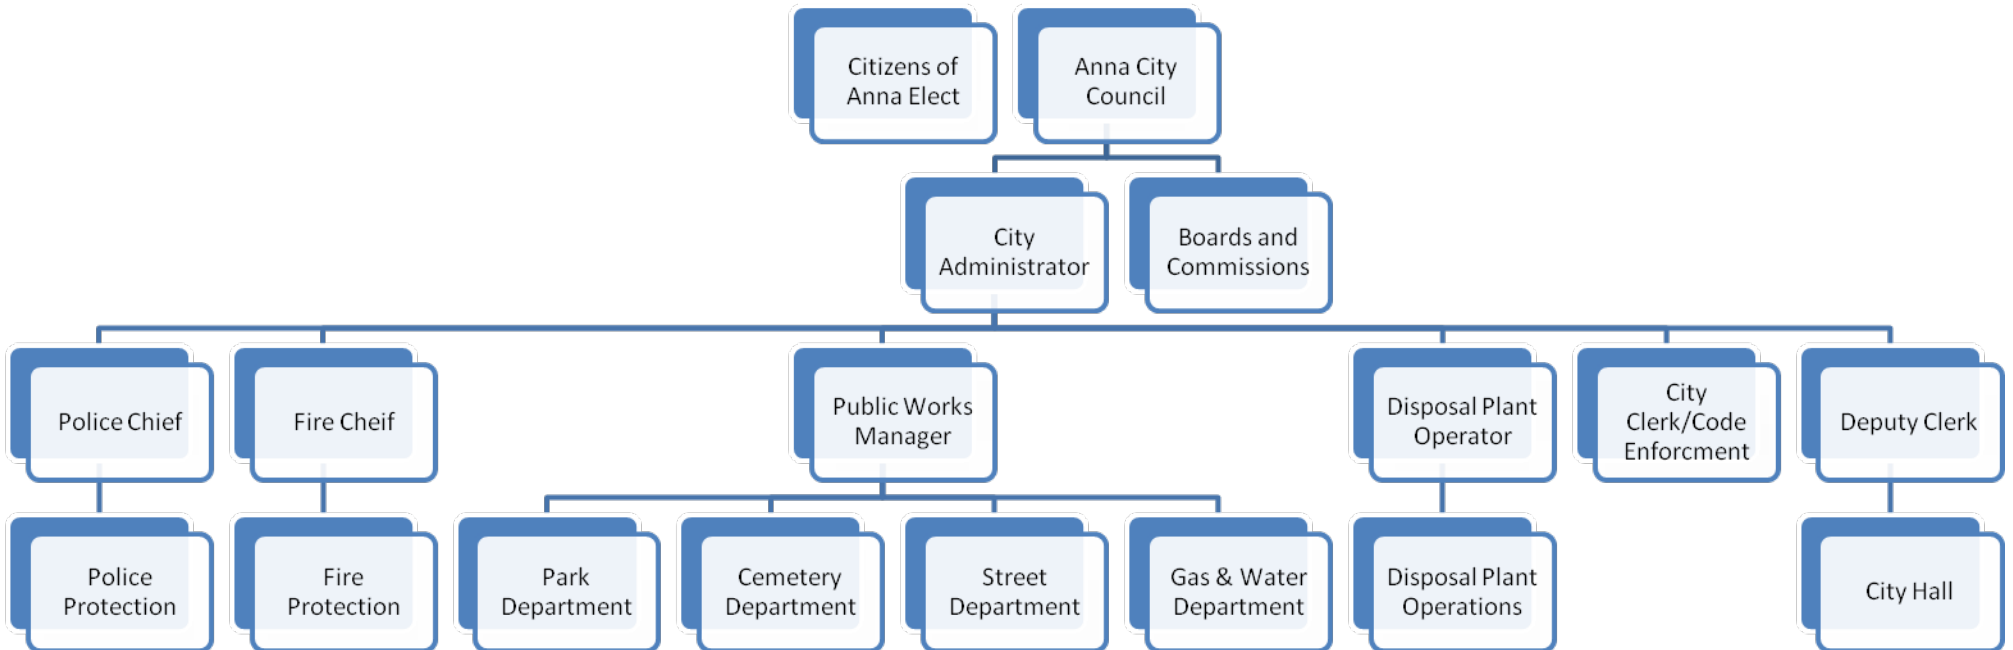 Citizens of
Anna Elect
Anna City
Council
City
Administrator
Boards and
Commissions
Police Chief
Fire Cheif
Public Works
Manager
Disposal Plant
Operator
City
Clerk/Code
Enforcment
Deputy Clerk
Police
Protection
Fire
Protection
Park
Department
Cemetery
Department
Street
Department
Gas & Water
Department
Disposal Plant
Operations
City Hall